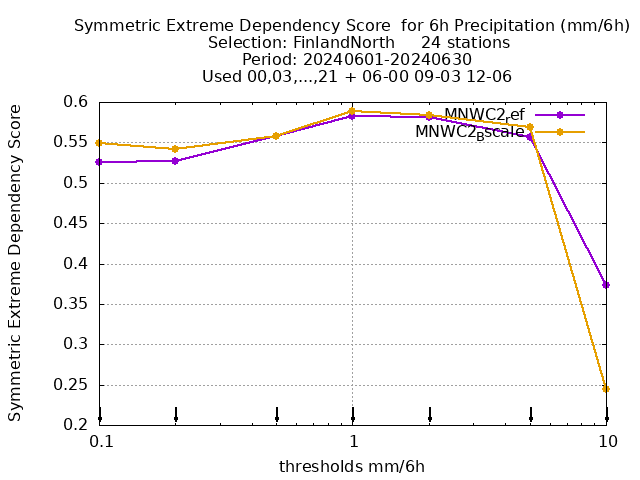 Symmetric Extreme Dependency Score  for 6h Precipitation (mm/6h)
Selection: FinlandNorth     24 stations
Period: 20240601-20240630
Used 00,03,...,21 + 06-00 09-03 12-06
MNWC2_ref
MNWC2_Bscale
Symmetric Extreme Dependency Score
0.6
0.55
0.5
0.45
0.4
0.35
0.3
0.25
0.2
0.1
1
10
thresholds mm/6h